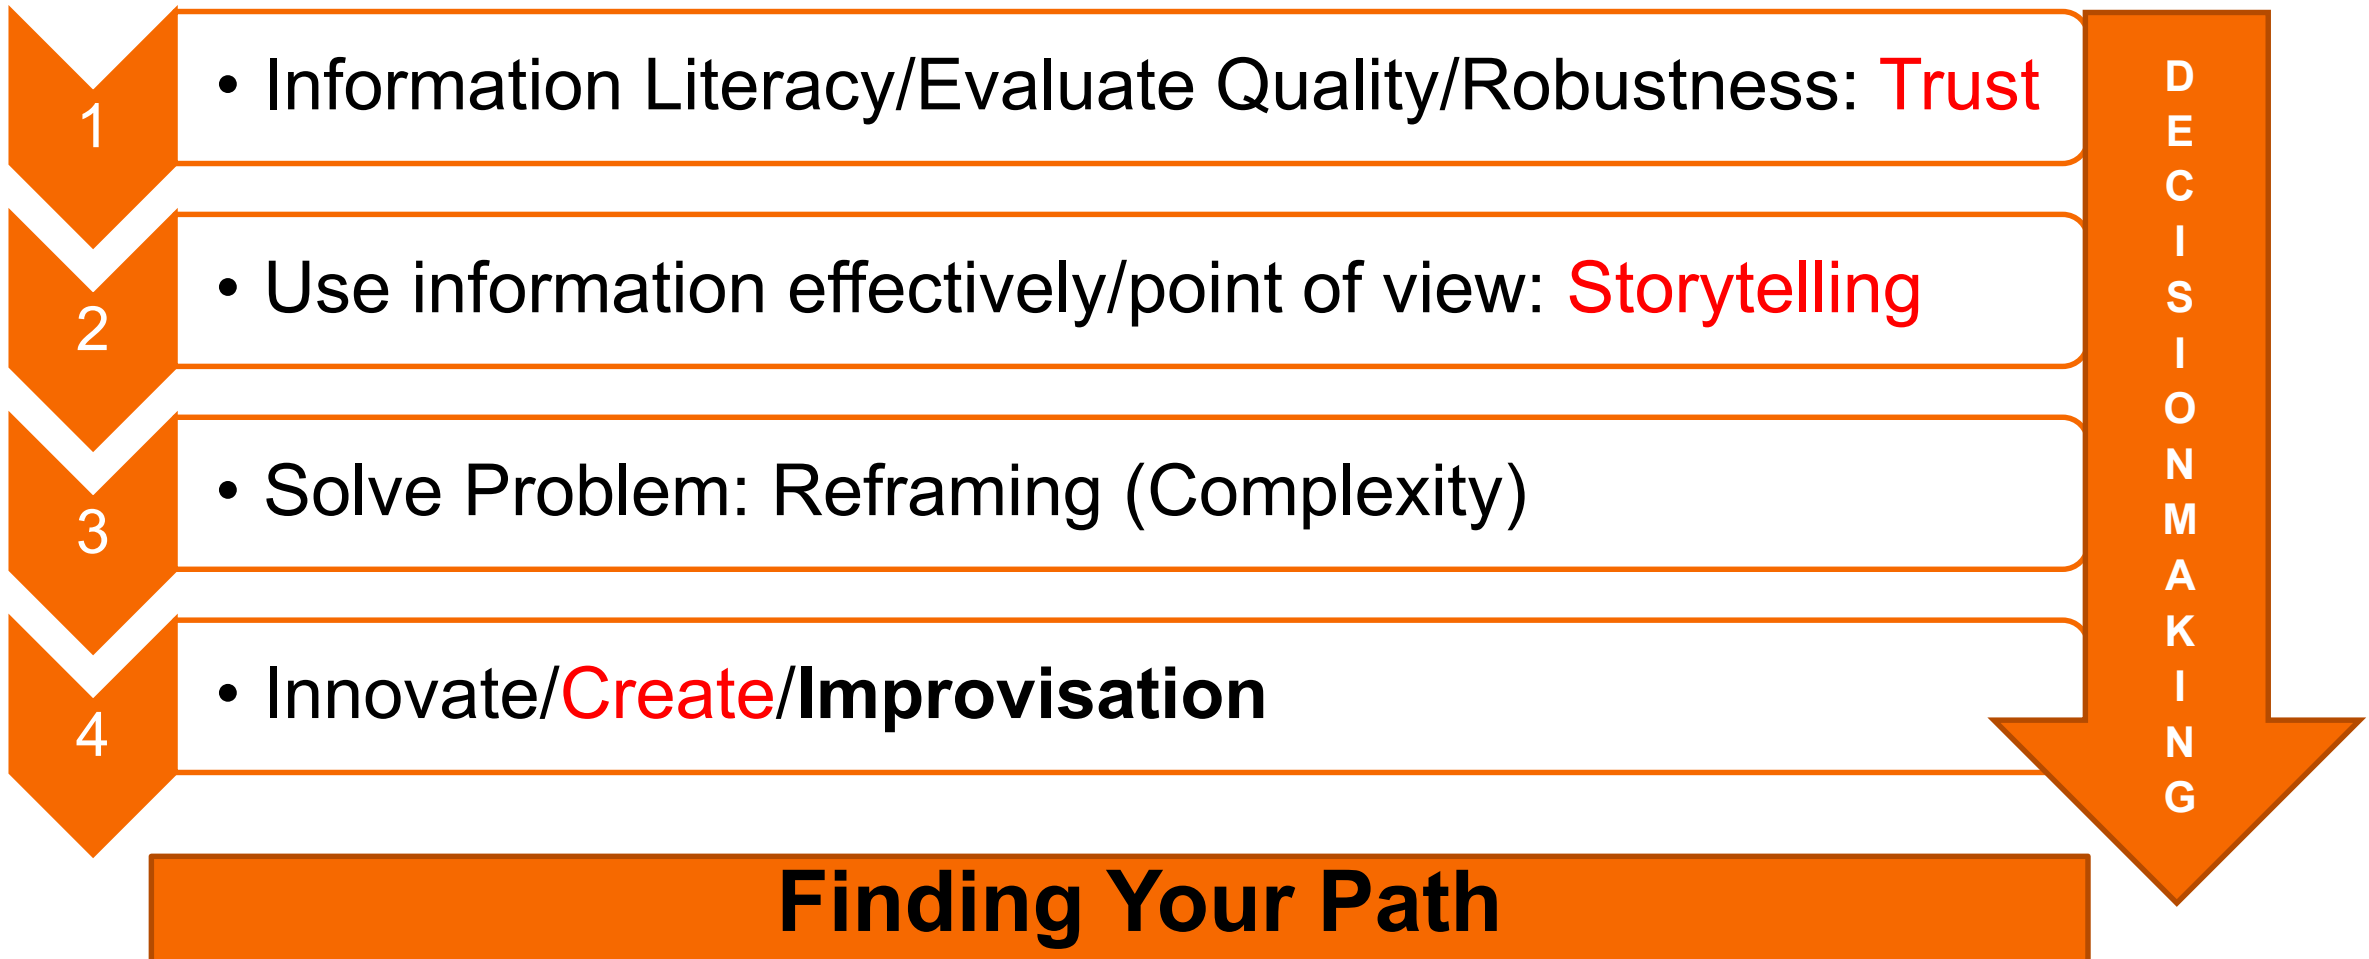 1
• Information Literacy/Evaluate Quality/Robustness: Trust
2
• Use information effectively/point of view: Storytelling
3
• Solve Problem: Reframing (Complexity)
4
• Innovate/Create/Improvisation
D
E
C
I
S
I
O
N
M
A
K
I
N
G
Finding Your Path